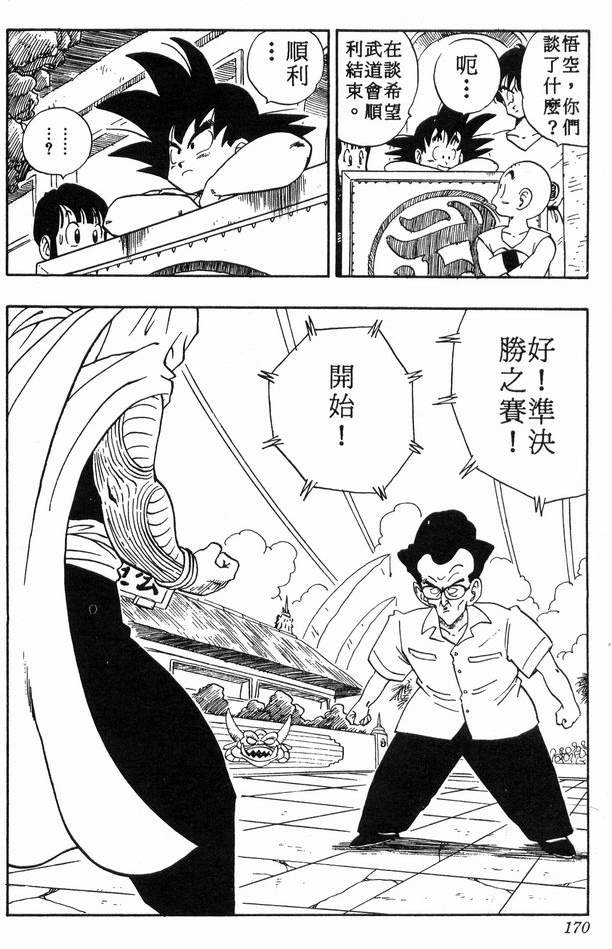 悟空，你們
談了什麼？
呃…
在談希望
武道會順
利結束。
順利
…
……？
好！準決
勝之賽！
開始！
170